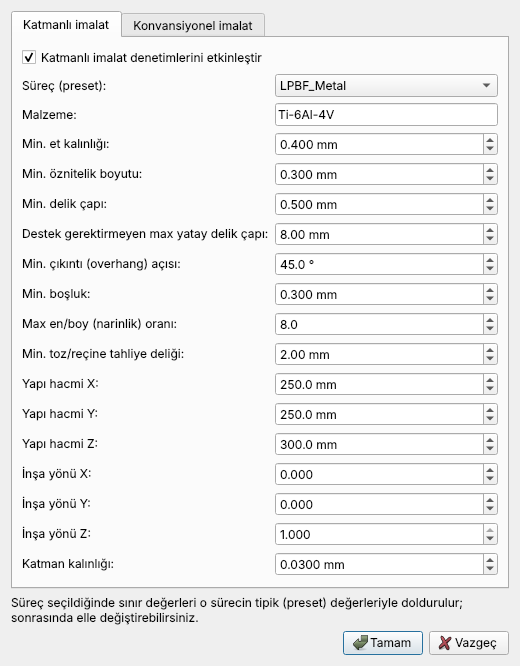 Katmanlı imalat
Konvansiyonel imalat
Katmanlı imalat denetimlerini etkinleştir
Süreç (preset): LPBF_Metal
Malzeme: Ti-6Al-4V
Min. et kalınlığı: 0.400 mm
Min. öznitelik boyutu: 0.300 mm
Min. delik çapı: 0.500 mm
Destek gerektirmeyen max yatay delik çapı: 8.00 mm
Min. çıkıntı (overhang) açısı: 45.0 °
Min. boşluk: 0.300 mm
Max en/boy (narinlik) oranı: 8.0
Min. toz/reçine tahliye deliği: 2.00 mm
Yapı hacmi X: 250.0 mm
Yapı hacmi Y: 250.0 mm
Yapı hacmi Z: 300.0 mm
İnşa yönü X: 0.000
İnşa yönü Y: 0.000
İnşa yönü Z: 1.000
Katman kalınlığı: 0.0300 mm
Süreç seçildiğinde sınır değerleri o sürecin tipik (preset) değerleriyle doldurulur;
sonrasında elle değiştirebilirsiniz.
Tamam
Vazgeç